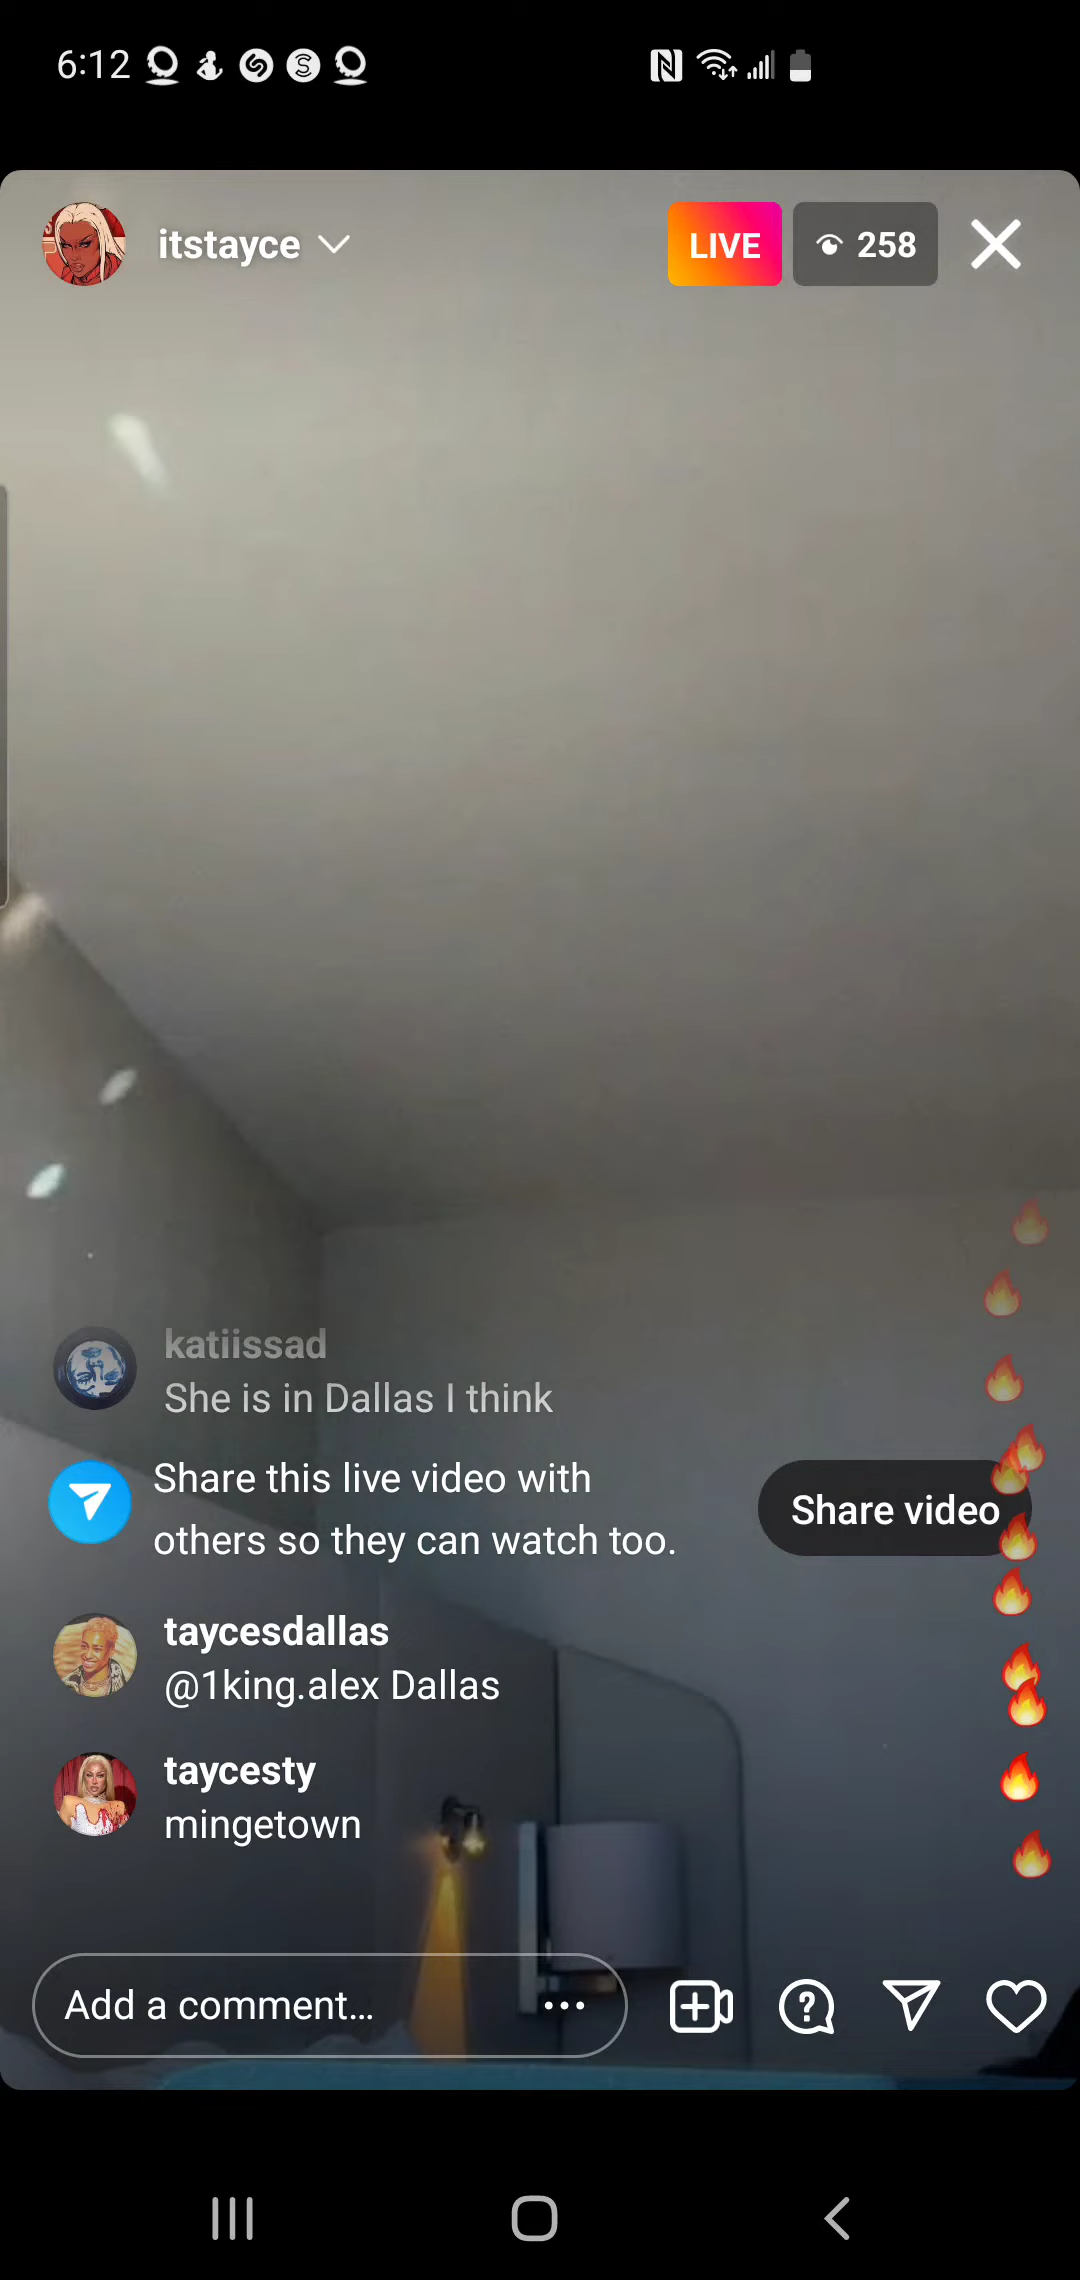 6:12
itstayce
LIVE
258
katiissad
She is in Dallas I think
Share this live video with
others so they can watch too.
Share video
taycesdallas
@1king.alex Dallas
taycesty
mingetown
Add a comment...